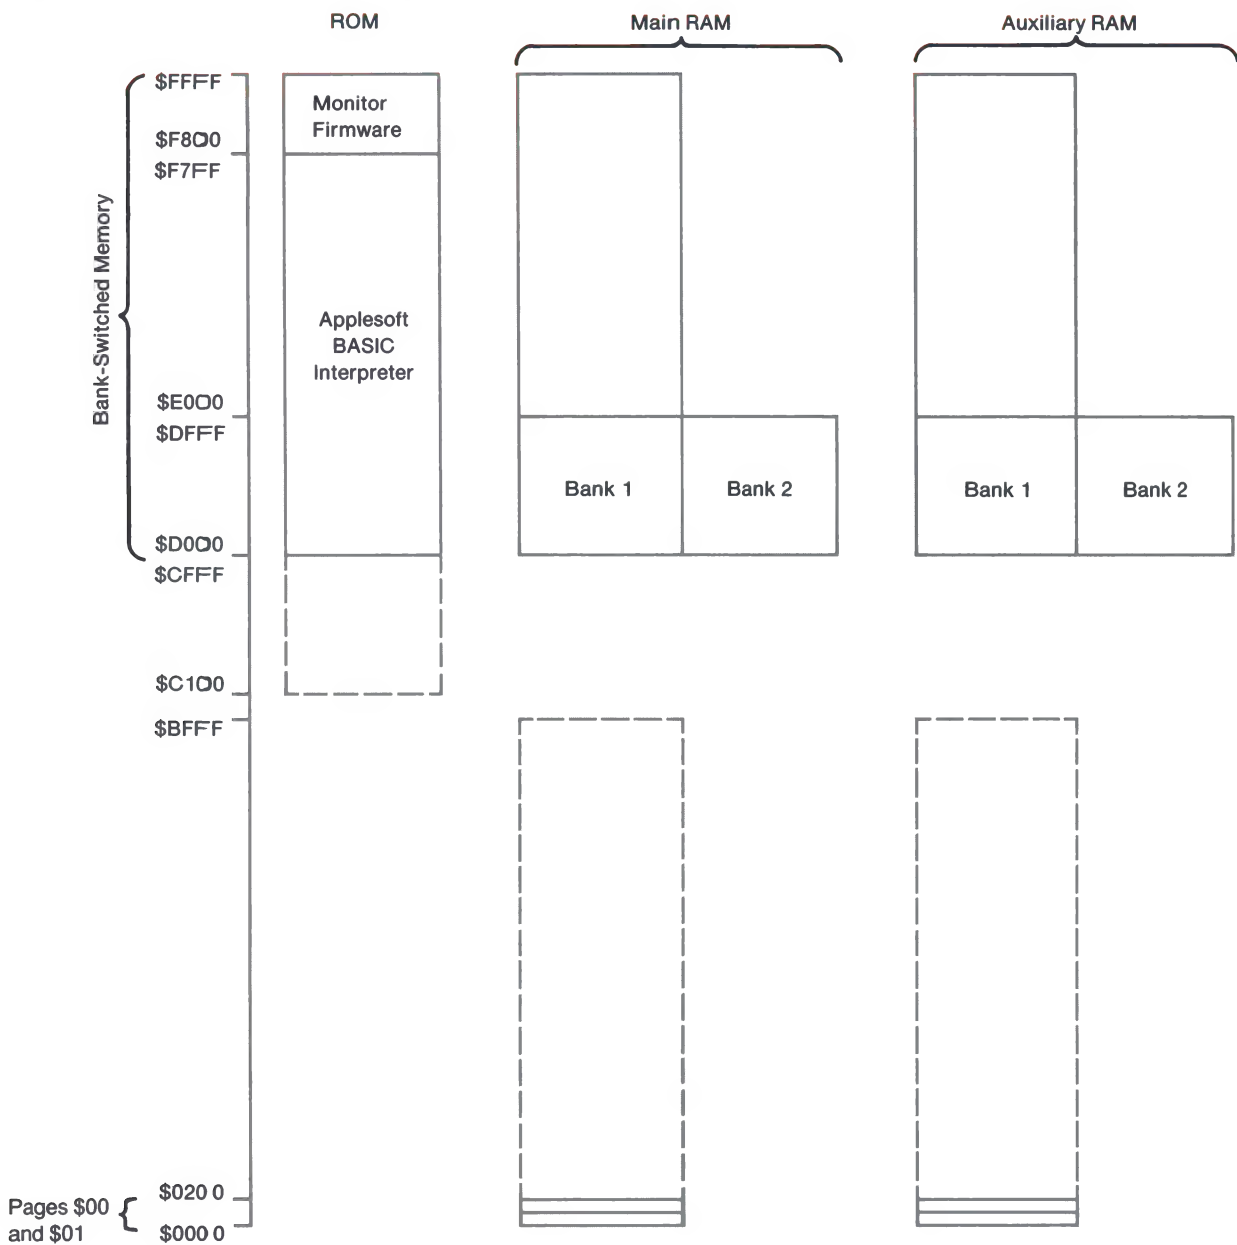 ROM
Main RAM
Auxiliary RAM
Bank-Switched Memory
$FFFF
$F800
$F7FF
$E000
$DFFF
$D000
$CFFF
$C100
$BFFF
$0200
$0000
Monitor
Firmware
Applesoft
BASIC
Interpreter
Bank 1
Bank 2
Bank 1
Bank 2
Pages $00
and $01